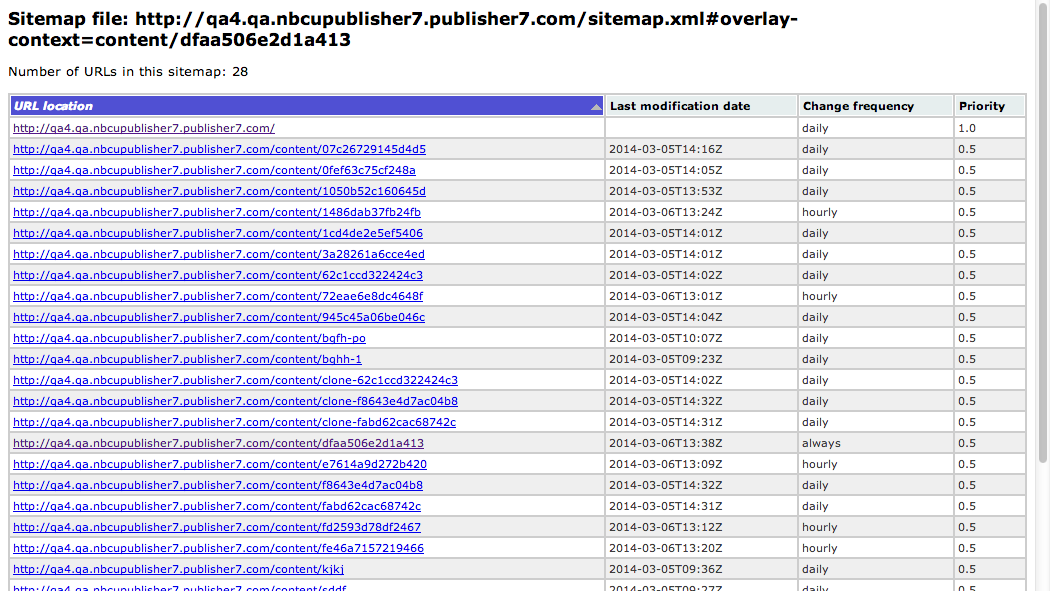 Sitemap file: http://qa4.qa.nbcupublisher7.publisher7.com/sitemap.xml#overlay-
context=content/dfaa506e2d1a413
Number of URLs in this sitemap: 28
URL location Last modification date Change frequency Priority
http://qa4.qa.nbcupublisher7.publisher7.com/ daily 1.0
http://qa4.qa.nbcupublisher7.publisher7.com/content/07c26729145d4d5 2014-03-05T14:16Z daily 0.5
http://qa4.qa.nbcupublisher7.publisher7.com/content/0fef63c75cf248a 2014-03-05T14:05Z daily 0.5
http://qa4.qa.nbcupublisher7.publisher7.com/content/1050b52c160645d 2014-03-05T13:53Z daily 0.5
http://qa4.qa.nbcupublisher7.publisher7.com/content/1486dab37fb24fb 2014-03-06T13:24Z hourly 0.5
http://qa4.qa.nbcupublisher7.publisher7.com/content/1cd4de2e5ef5406 2014-03-05T14:01Z daily 0.5
http://qa4.qa.nbcupublisher7.publisher7.com/content/3a28261a6cce4ed 2014-03-05T14:01Z daily 0.5
http://qa4.qa.nbcupublisher7.publisher7.com/content/62c1ccd322424c3 2014-03-05T14:02Z daily 0.5
http://qa4.qa.nbcupublisher7.publisher7.com/content/72eae6e8dc4648f 2014-03-06T13:01Z hourly 0.5
http://qa4.qa.nbcupublisher7.publisher7.com/content/945c45a06be046c 2014-03-05T14:04Z daily 0.5
http://qa4.qa.nbcupublisher7.publisher7.com/content/bgfh-po 2014-03-05T10:07Z daily 0.5
http://qa4.qa.nbcupublisher7.publisher7.com/content/bghh-1 2014-03-05T09:23Z daily 0.5
http://qa4.qa.nbcupublisher7.publisher7.com/content/clone-62c1ccd322424c3 2014-03-05T14:02Z daily 0.5
http://qa4.qa.nbcupublisher7.publisher7.com/content/clone-f8643e4d7ac04b8 2014-03-05T14:32Z daily 0.5
http://qa4.qa.nbcupublisher7.publisher7.com/content/clone-fabd62cac68742c 2014-03-05T14:31Z daily 0.5
http://qa4.qa.nbcupublisher7.publisher7.com/content/dfaa506e2d1a413 2014-03-06T13:38Z always 0.5
http://qa4.qa.nbcupublisher7.publisher7.com/content/e7614a9d272b420 2014-03-06T13:09Z hourly 0.5
http://qa4.qa.nbcupublisher7.publisher7.com/content/f8643e4d7ac04b8 2014-03-05T14:32Z daily 0.5
http://qa4.qa.nbcupublisher7.publisher7.com/content/fabd62cac68742c 2014-03-05T14:31Z daily 0.5
http://qa4.qa.nbcupublisher7.publisher7.com/content/fd2593d78df2467 2014-03-06T13:12Z hourly 0.5
http://qa4.qa.nbcupublisher7.publisher7.com/content/fe46a7157219466 2014-03-06T13:20Z hourly 0.5
http://qa4.qa.nbcupublisher7.publisher7.com/content/kjkj 2014-03-05T09:36Z daily 0.5
http://qa4.qa.nbcupublisher7.publisher7.com/content/sddf 2014-03-05T09:27Z daily 0.5